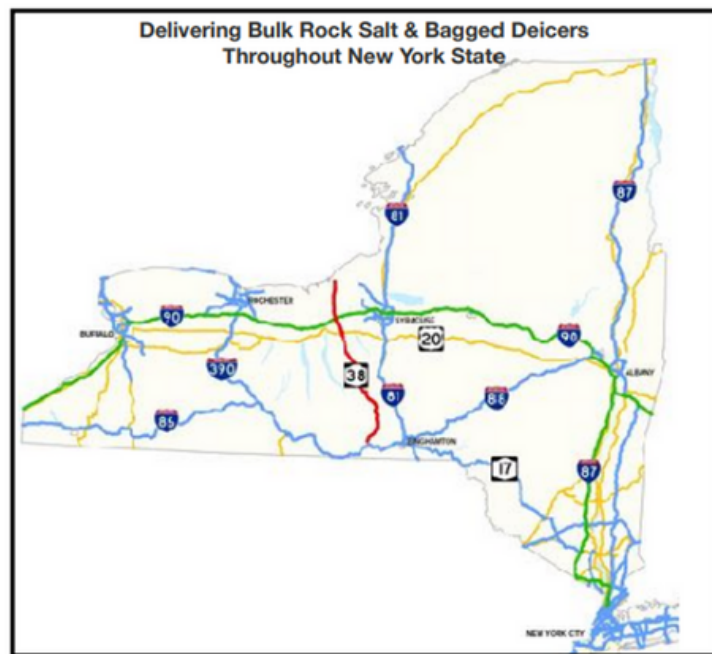 Delivering Bulk Rock Salt & Bagged Deicers
Throughout New York State
87
81
ROCHESTER
90
BUFFALO
SYRACUSE
20
90
390
38
81
88
ALBANY
86
BINGHAMTON
17
87
NEW YORK CITY